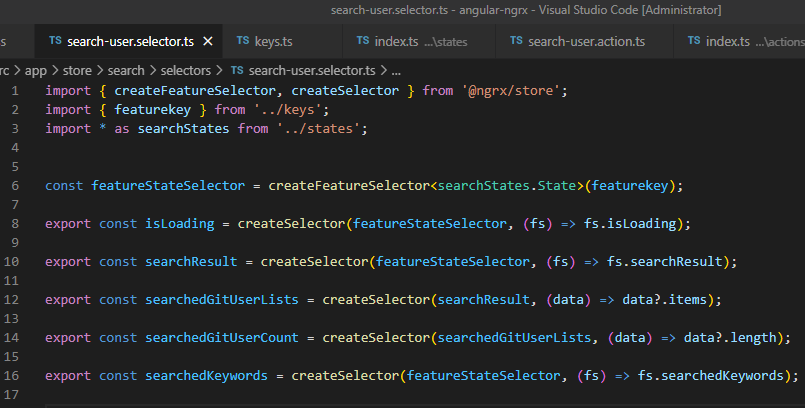 search-user.selector.ts - angular-ngrx - Visual Studio Code [Administrator]
s TS search-user.selector.ts × TS keys.ts TS index.ts ...\states TS search-user.action.ts TS index.ts ...\actions
rc > app > store > search > selectors > TS search-user.selector.ts > ...
1 import { createFeatureSelector, createSelector } from '@ngrx/store';
2 import { featurekey } from '../keys';
3 import * as searchStates from '../states';
4
5
6 const featureStateSelector = createFeatureSelector<searchStates.State>(featurekey);
7
8 export const isLoading = createSelector(featureStateSelector, (fs) => fs.isLoading);
9
10 export const searchResult = createSelector(featureStateSelector, (fs) => fs.searchResult);
11
12 export const searchedGitUserLists = createSelector(searchResult, (data) => data?.items);
13
14 export const searchedGitUserCount = createSelector(searchedGitUserLists, (data) => data?.length);
15
16 export const searchedKeywords = createSelector(featureStateSelector, (fs) => fs.searchedKeywords);
17